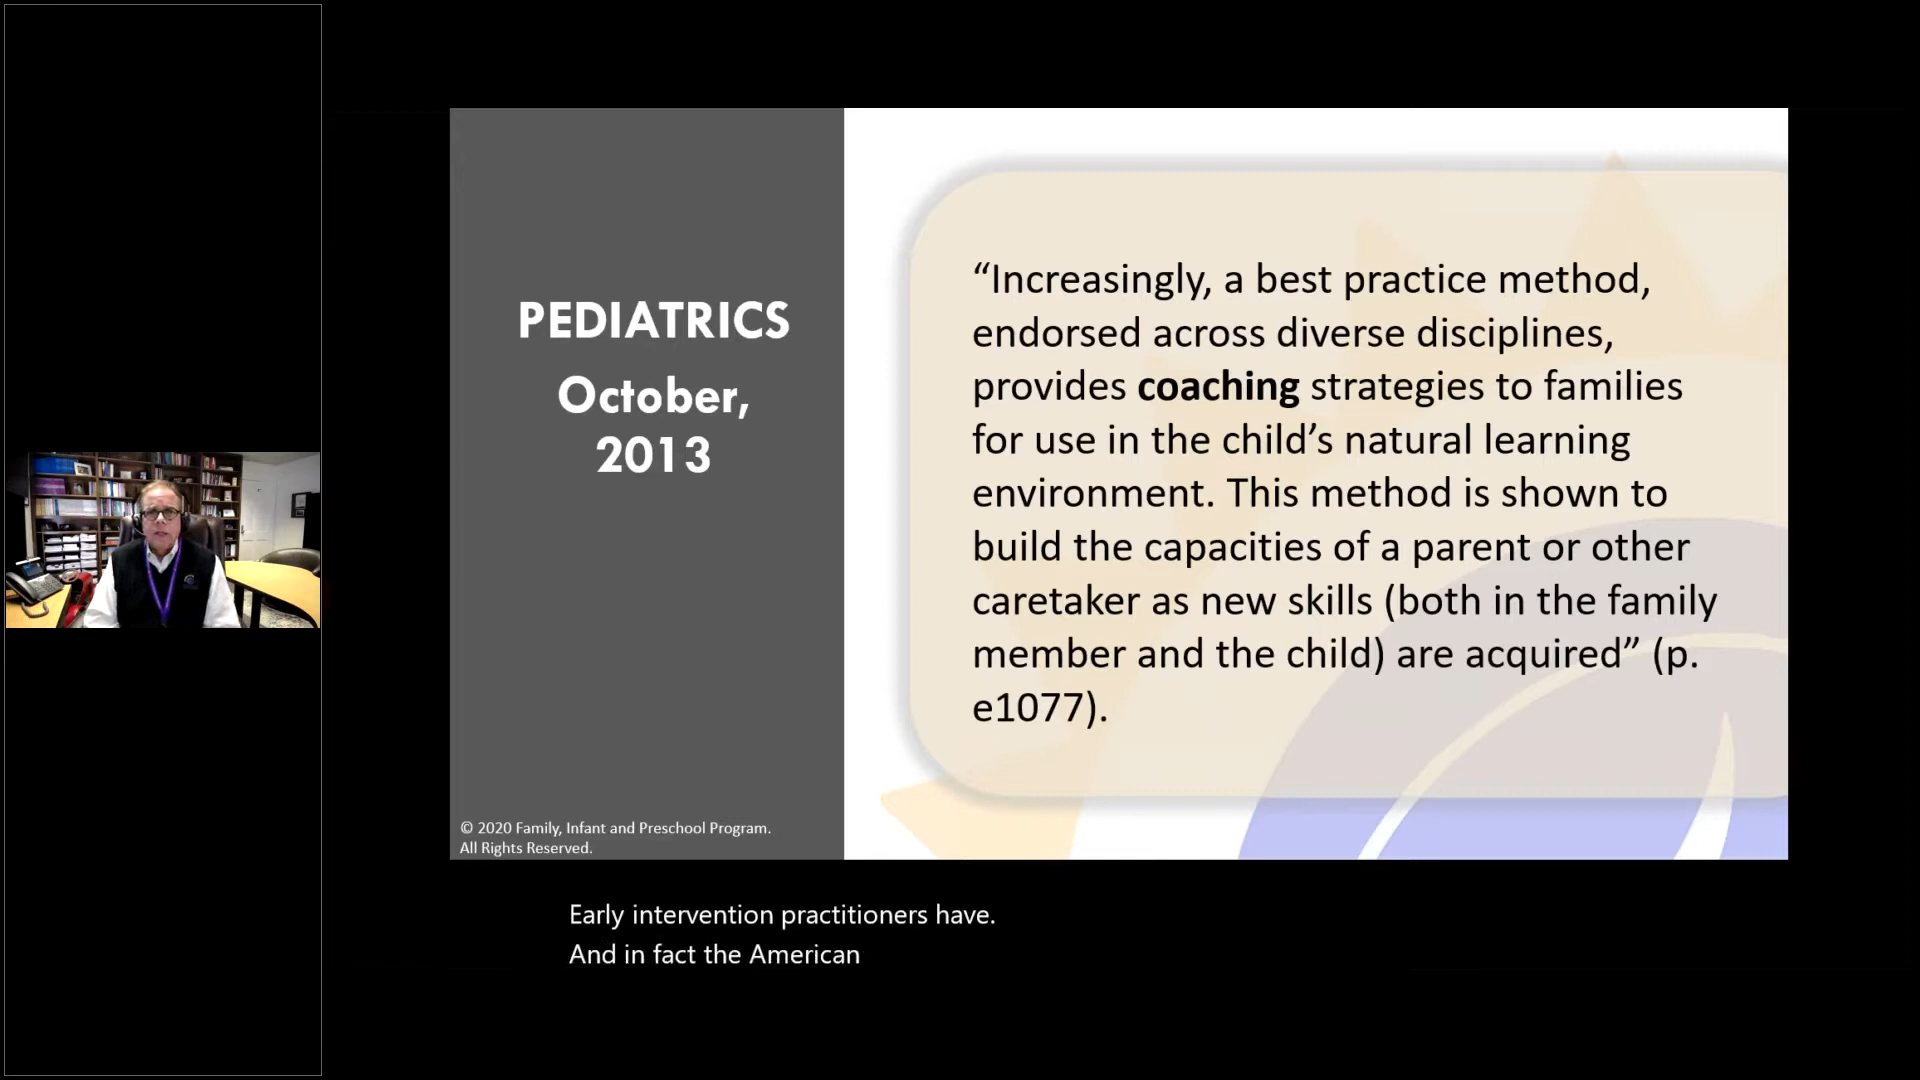 PEDIATRICS
October,
2013
© 2020 Family, Infant and Preschool Program.
All Rights Reserved.
“Increasingly, a best practice method,
endorsed across diverse disciplines,
provides coaching strategies to families
for use in the child’s natural learning
environment. This method is shown to
build the capacities of a parent or other
caretaker as new skills (both in the family
member and the child) are acquired” (p.
e1077).
Early intervention practitioners have.
And in fact the American